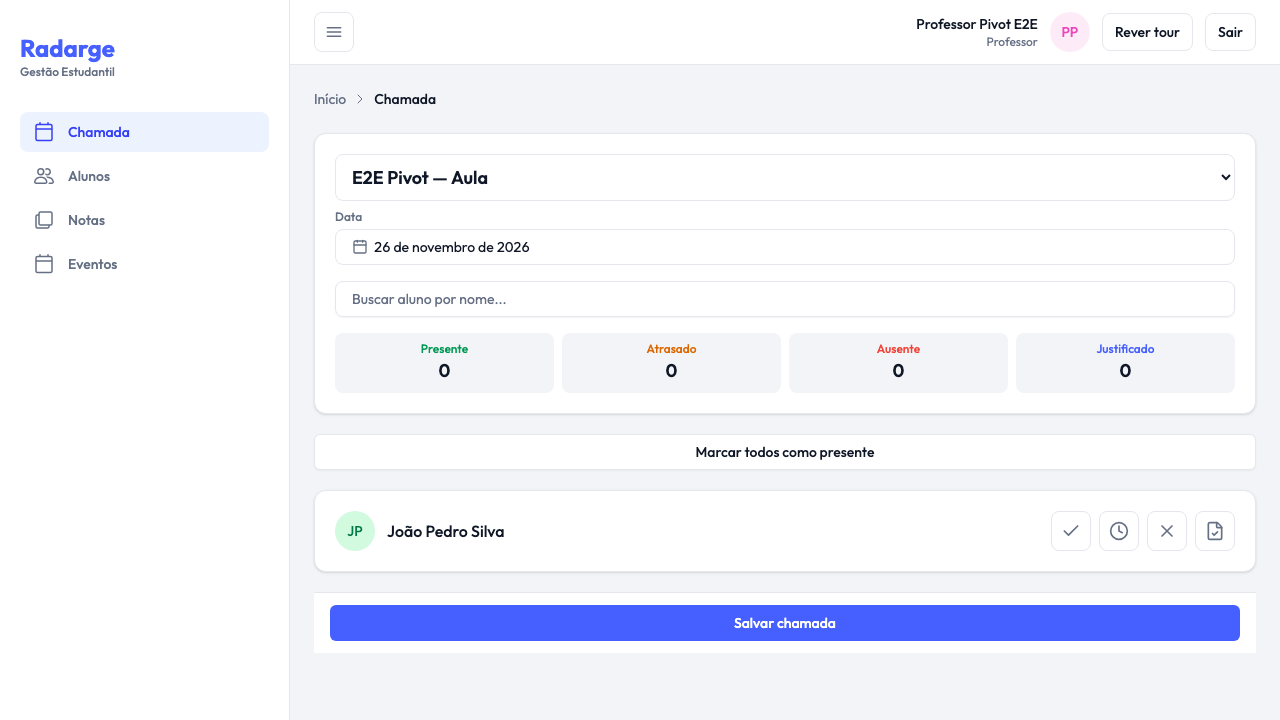 Radarge
Gestão Estudantil
Chamada
Alunos
Notas
Eventos
Professor Pivot E2E
Professor
PP
Rever tour
Sair
Início
Chamada
E2E Pivot — Aula
Data
26 de novembro de 2026
Buscar aluno por nome...
Presente
0
Atrasado
0
Ausente
0
Justificado
0
Marcar todos como presente
JP
João Pedro Silva
Salvar chamada